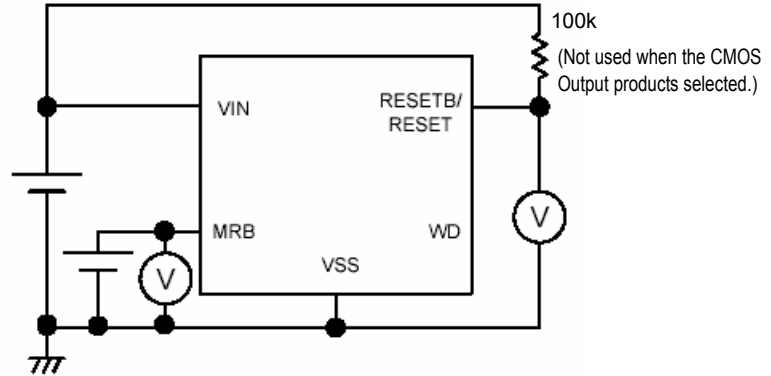 100k
(Not used when the CMOS
Output products selected.)
VIN
RESETB/
RESET
MRB
WD
VSS
V
V